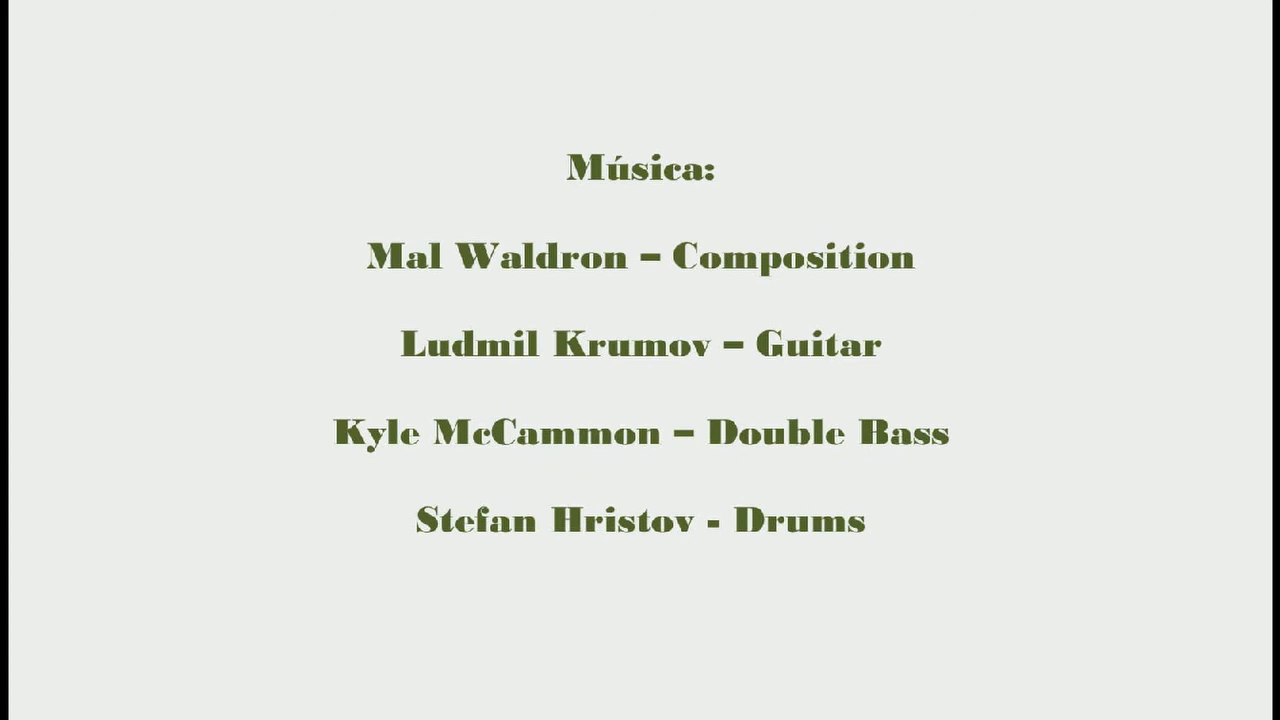 Música:
Mal Waldron – Composition
Ludmil Krumov – Guitar
Kyle McCammon – Double Bass
Stefan Hristov - Drums